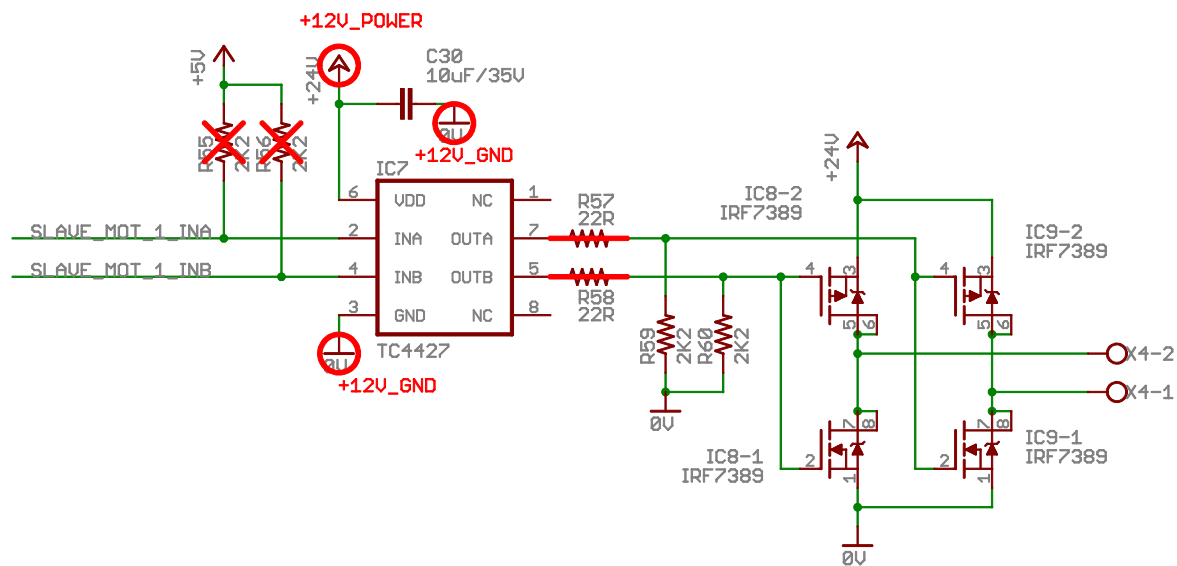 +12V_POWER
+5V
+24V
C30
10uF/35V
0V
+12V_GND
R55
2K2
R56
2K2
IC7
6
VDD
NC
1
SLAVE_MOT_1_INA
2
INA
OUTA
7
SLAVE_MOT_1_INB
4
INB
OUTB
5
3
GND
NC
8
TC4427
0V
+12V_GND
R57
22R
R58
22R
R59
2K2
R60
2K2
0V
+24V
IC8-2
IRF7389
4
3
5
6
IC9-2
IRF7389
4
3
5
6
X4-2
X4-1
IC8-1
IRF7389
2
7
8
1
IC9-1
IRF7389
2
7
8
1
0V